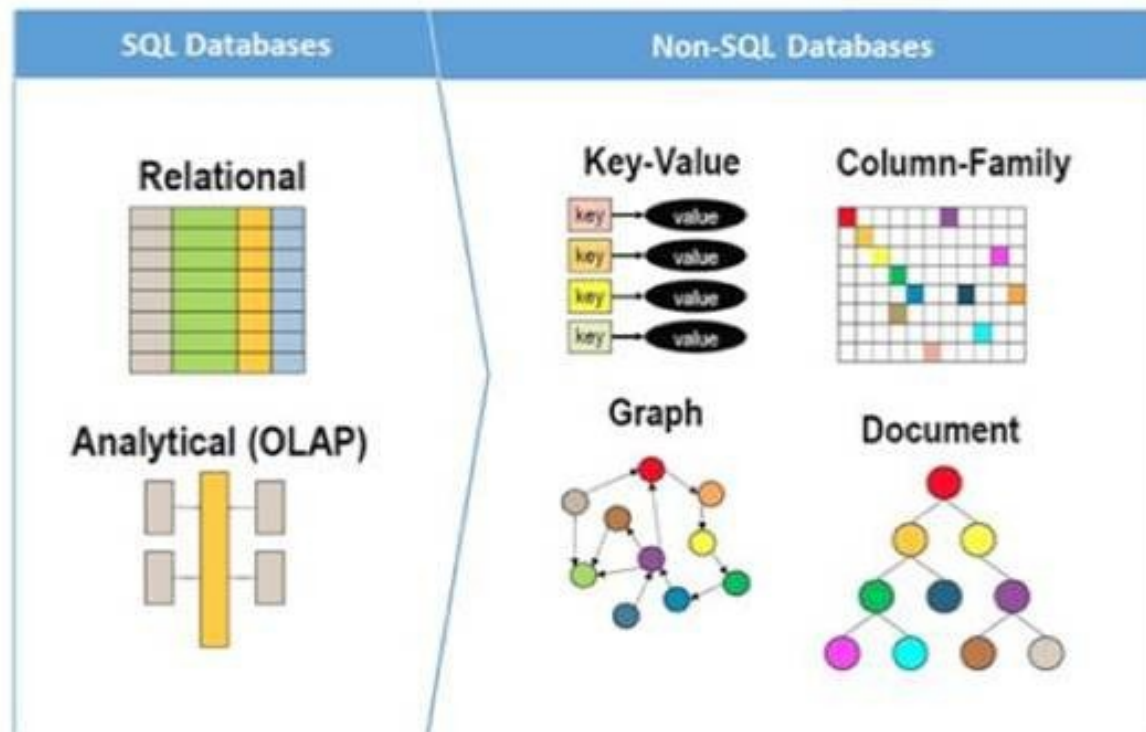 SQL Databases
Non-SQL Databases
Relational
Analytical (OLAP)
Key-Value
key value
key value
key value
key value
Column-Family
Graph
Document